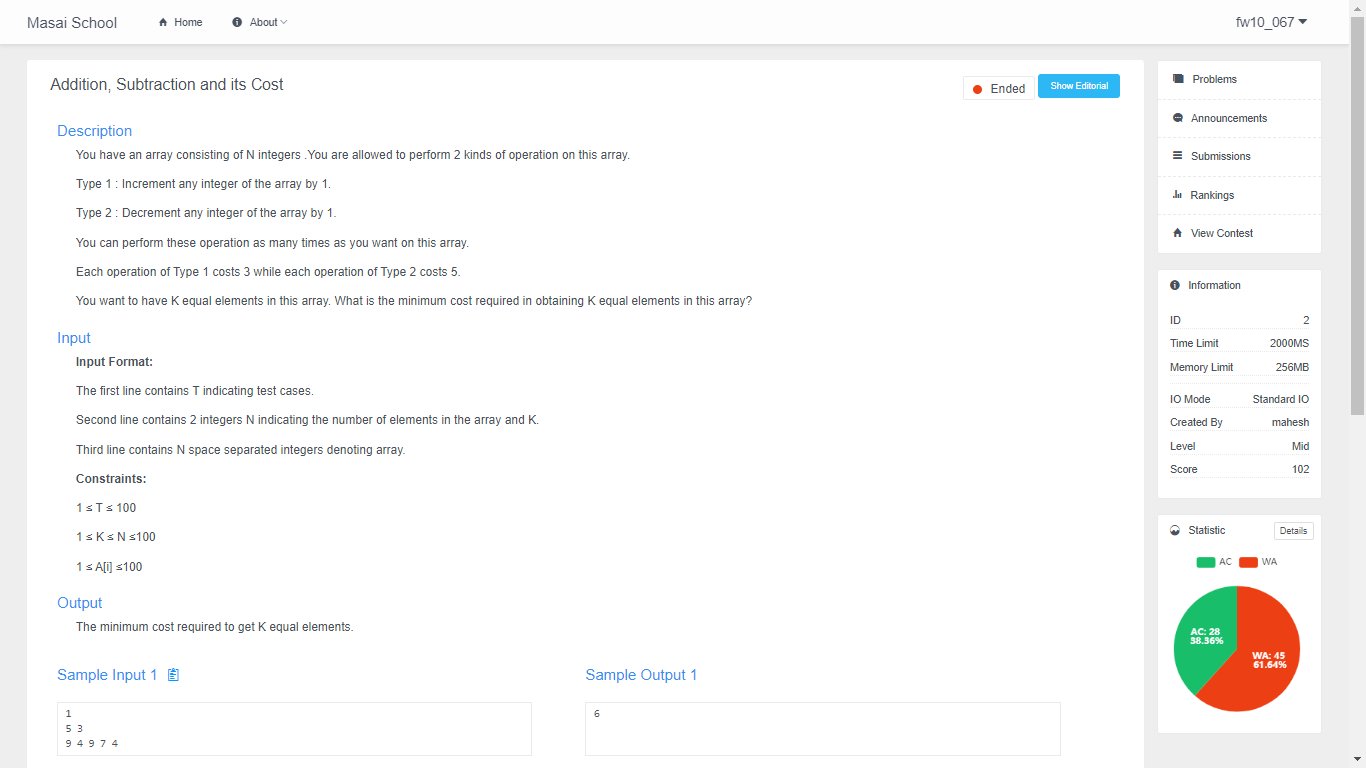 Masai School
Home
About
fw10_067
Addition, Subtraction and its Cost
Ended
Show Editorial
Description
You have an array consisting of N integers .You are allowed to perform 2 kinds of operation on this array.
Type 1 : Increment any integer of the array by 1.
Type 2 : Decrement any integer of the array by 1.
You can perform these operation as many times as you want on this array.
Each operation of Type 1 costs 3 while each operation of Type 2 costs 5.
You want to have K equal elements in this array. What is the minimum cost required in obtaining K equal elements in this array?
Input
Input Format:
The first line contains T indicating test cases.
Second line contains 2 integers N indicating the number of elements in the array and K.
Third line contains N space separated integers denoting array.
Constraints:
1 ≤ T ≤ 100
1 ≤ K ≤ N ≤100
1 ≤ A[i] ≤100
Output
The minimum cost required to get K equal elements.
Sample Input 1
1
5 3
9 4 9 7 4
Sample Output 1
6
Problems
Announcements
Submissions
Rankings
View Contest
Information
ID 2
Time Limit 2000MS
Memory Limit 256MB
IO Mode Standard IO
Created By mahesh
Level Mid
Score 102
Statistic
Details
AC WA
AC: 28
38.36%
WA: 45
61.64%